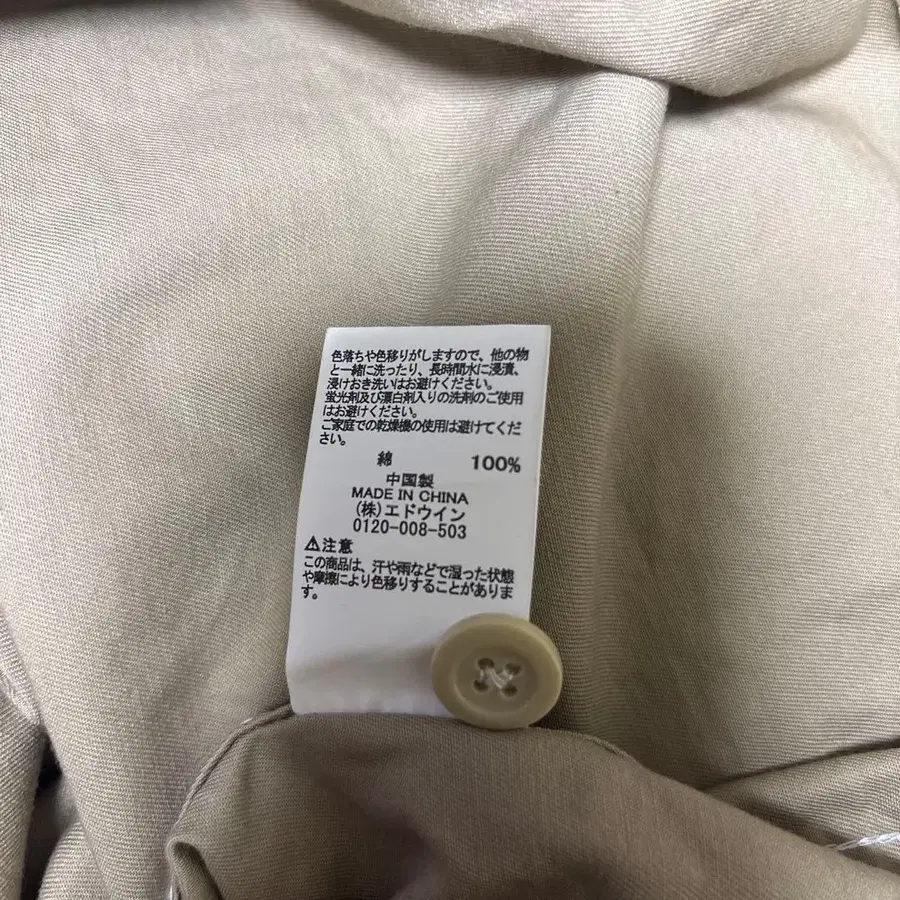 色落ちや色移りがしますので、他の物
と一緒に洗ったり、長時間水に浸漬、
浸けおき洗いはお避けください。
蛍光剤及び漂白剤入りの洗剤のご使用
はお避けください。
ご家庭での乾燥機の使用は避けてくだ
さい。
綿 100%
中国製
MADE IN CHINA
(株)エドウイン
0120-008-503
⚠注意
この商品は、汗や雨などで湿った状態
や摩擦により色移りすることがありま
す。